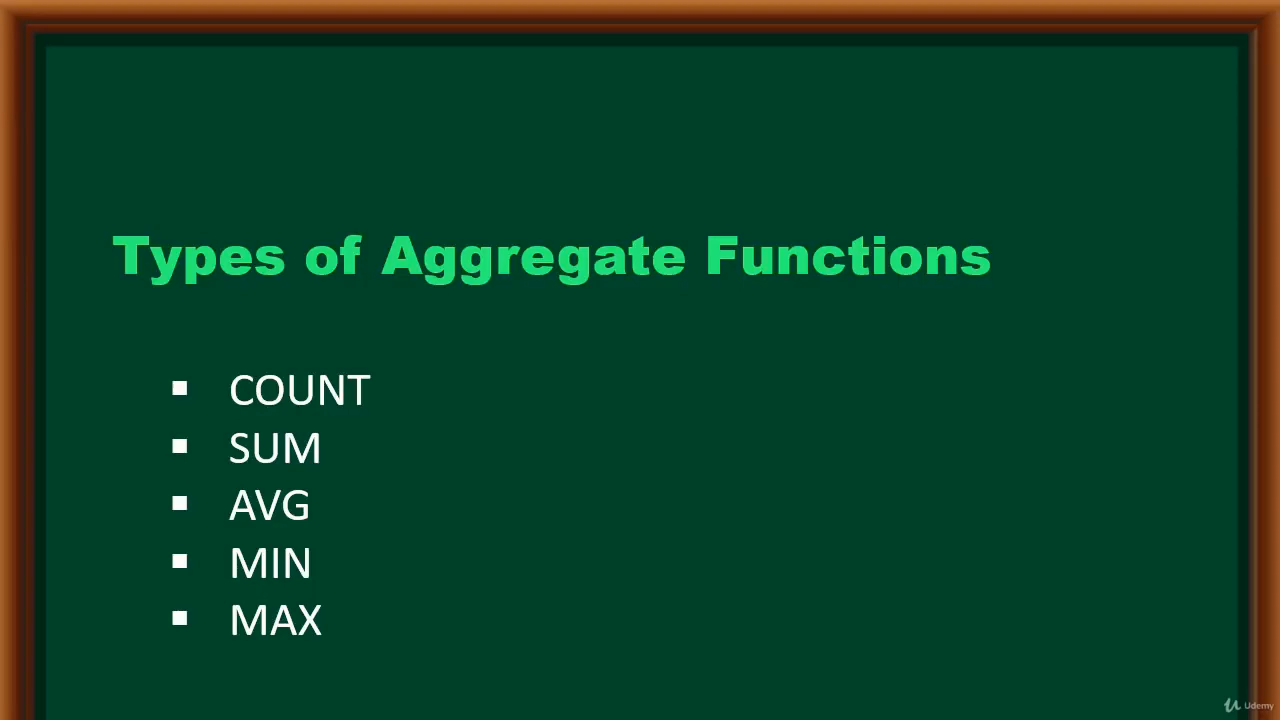 Types of Aggregate Functions
▪ COUNT
▪ SUM
▪ AVG
▪ MIN
▪ MAX
Udemy